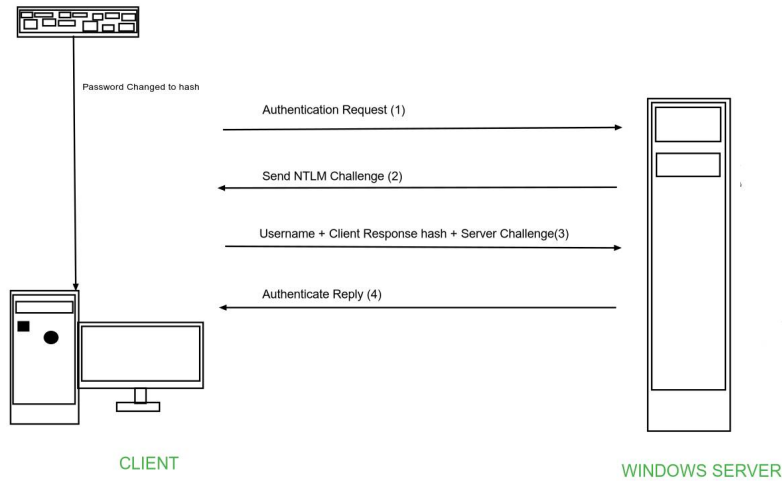 Password Changed to hash
Authentication Request (1)
Send NTLM Challenge (2)
Username + Client Response hash + Server Challenge(3)
Authenticate Reply (4)
CLIENT
WINDOWS SERVER